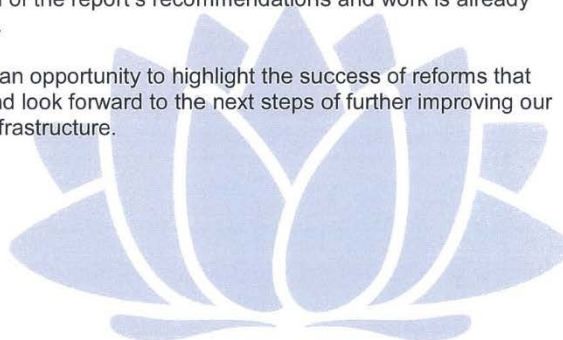 of the report's recommendations and work is already
an opportunity to highlight the success of reforms that
look forward to the next steps of further improving our
frastructure.